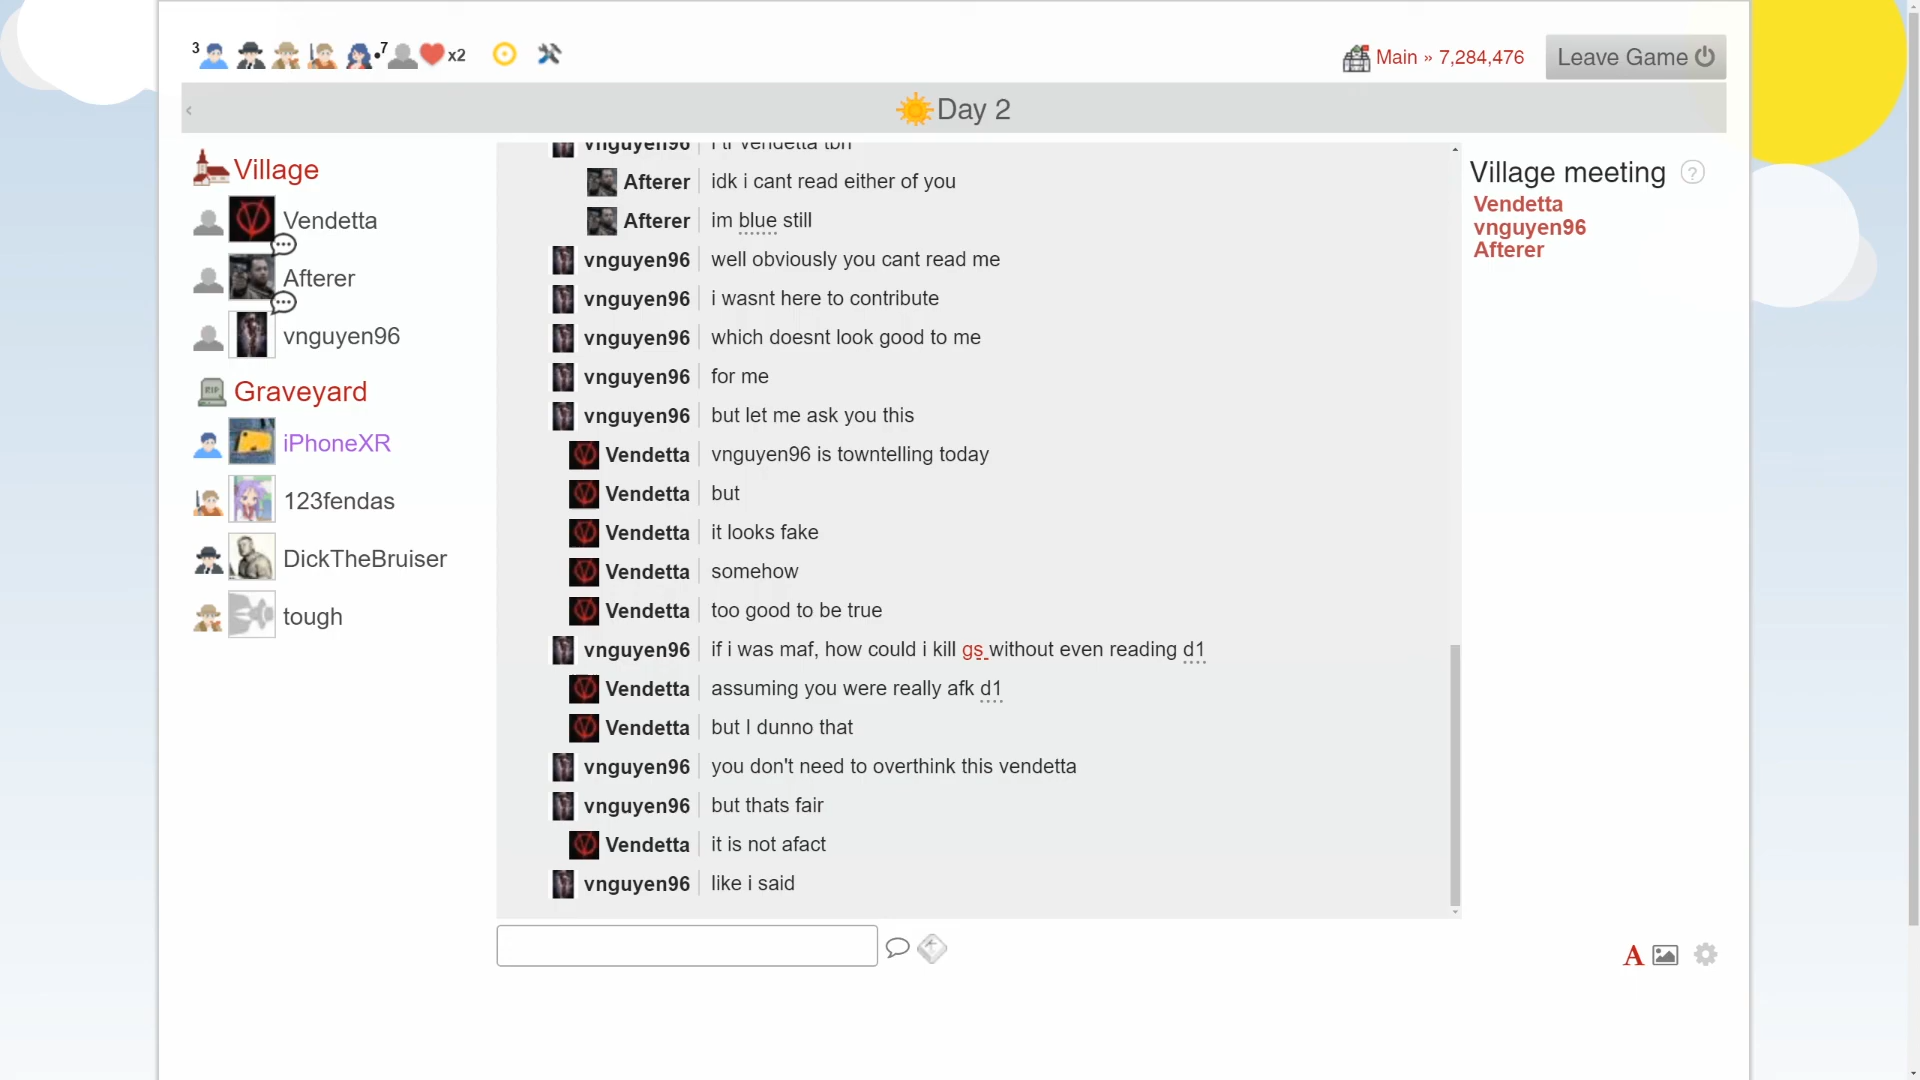 3
7
x2
Main » 7,284,476
Leave Game
Day 2
Village
Vendetta
Afterer
vnguyen96
Graveyard
iPhoneXR
123fendas
DickTheBruiser
tough
vnguyen96 i tr vendetta tbh
Afterer idk i cant read either of you
Afterer im blue still
vnguyen96 well obviously you cant read me
vnguyen96 i wasnt here to contribute
vnguyen96 which doesnt look good to me
vnguyen96 for me
vnguyen96 but let me ask you this
Vendetta vnguyen96 is towntelling today
Vendetta but
Vendetta it looks fake
Vendetta somehow
Vendetta too good to be true
vnguyen96 if i was maf, how could i kill gs without even reading d1
Vendetta assuming you were really afk d1
Vendetta but I dunno that
vnguyen96 you don't need to overthink this vendetta
vnguyen96 but thats fair
Vendetta it is not afact
vnguyen96 like i said
Village meeting ?
Vendetta
vnguyen96
Afterer
A